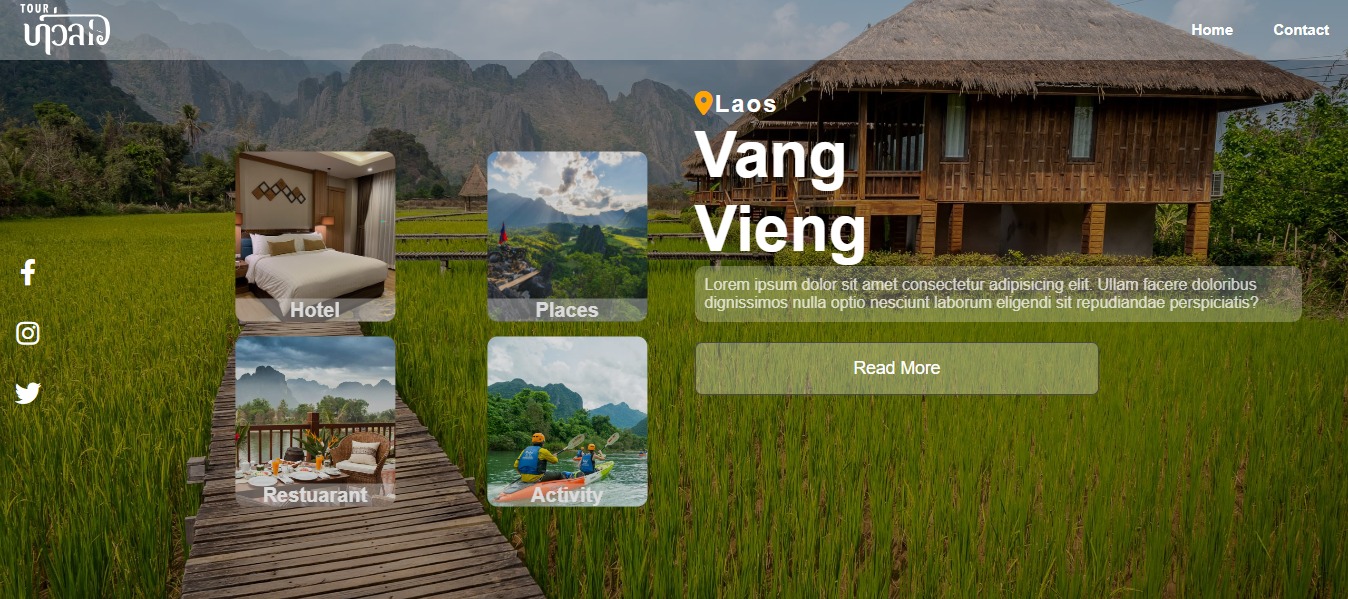 TOUR
ທ່ວລາວ
Home
Contact
Laos
Vang
Vieng
Lorem ipsum dolor sit amet consectetur adipisicing elit. Ullam facere doloribus
dignissimos nulla optio nesciunt laborum eligendi sit repudiandae perspiciatis?
Read More
Hotel
Places
Restuarant
Activity